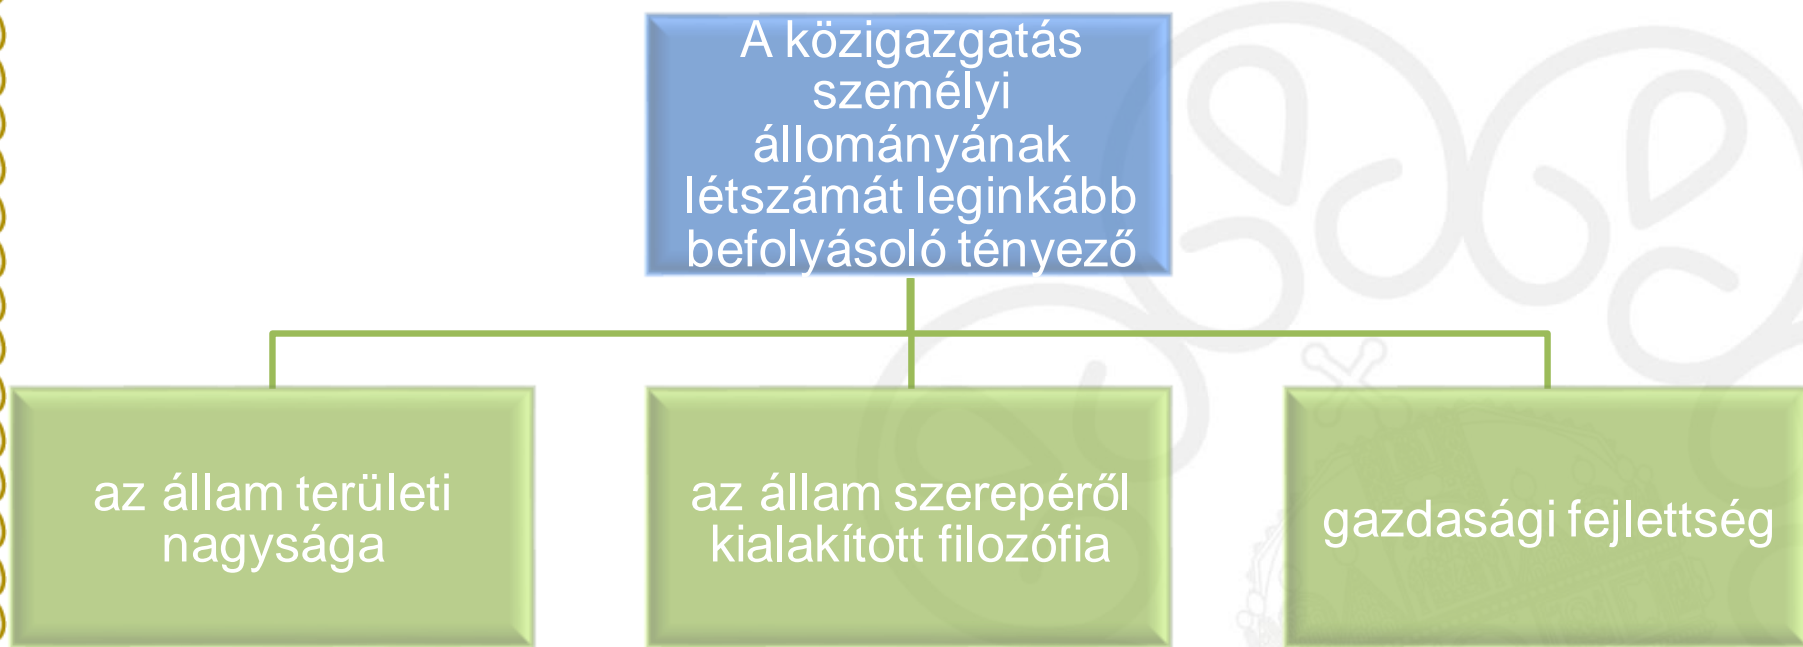 A közigazgatás
személyi
állományának
létszámát leginkább
befolyásoló tényező
az állam területi
nagysága
az állam szerepéről
kialakított filozófia
gazdasági fejlettség